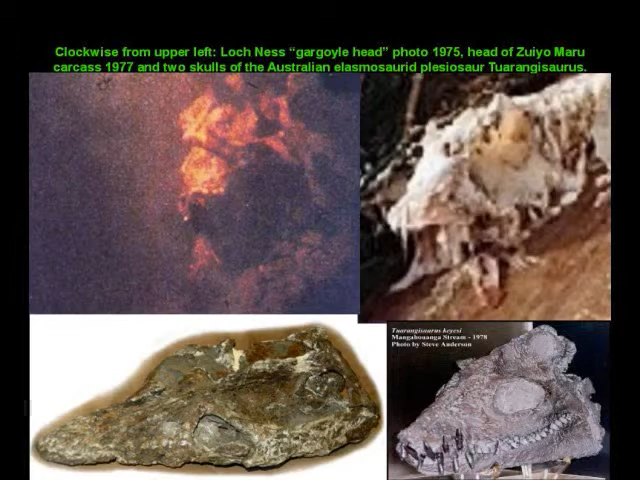 Clockwise from upper left: Loch Ness “gargoyle head” photo 1975, head of Zuiyo Maru
carcass 1977 and two skulls of the Australian elasmosaurid plesiosaur Tuarangisaurus.
Tuarangisaurus keyesi
Mangahouanga Stream - 1978
Photo by Steve Anderson